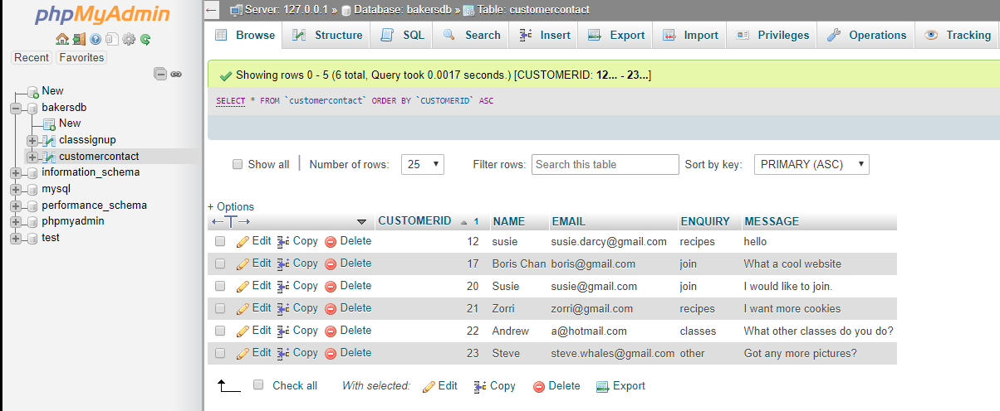 phpMyAdmin
Recent Favorites
New
bakersdb
New
classsignup
customercontact
information_schema
mysql
performance_schema
phpmyadmin
test
Server: 127.0.0.1 » Database: bakersdb » Table: customercontact
Browse Structure SQL Search Insert Export Import Privileges Operations Tracking
Showing rows 0 - 5 (6 total, Query took 0.0017 seconds.) [CUSTOMERID: 12... - 23...]
SELECT * FROM `customercontact` ORDER BY `CUSTOMERID` ASC
Show all | Number of rows: 25 Filter rows: Search this table Sort by key: PRIMARY (ASC)
+ Options
←T→ CUSTOMERID 1 NAME EMAIL ENQUIRY MESSAGE
Edit Copy Delete 12 susie susie.darcy@gmail.com recipes hello
Edit Copy Delete 17 Boris Chan boris@gmail.com join What a cool website
Edit Copy Delete 20 Susie susie@gmail.com join I would like to join.
Edit Copy Delete 21 Zorri zorri@gmail.com recipes I want more cookies
Edit Copy Delete 22 Andrew a@hotmail.com classes What other classes do you do?
Edit Copy Delete 23 Steve steve.whales@gmail.com other Got any more pictures?
Check all With selected: Edit Copy Delete Export